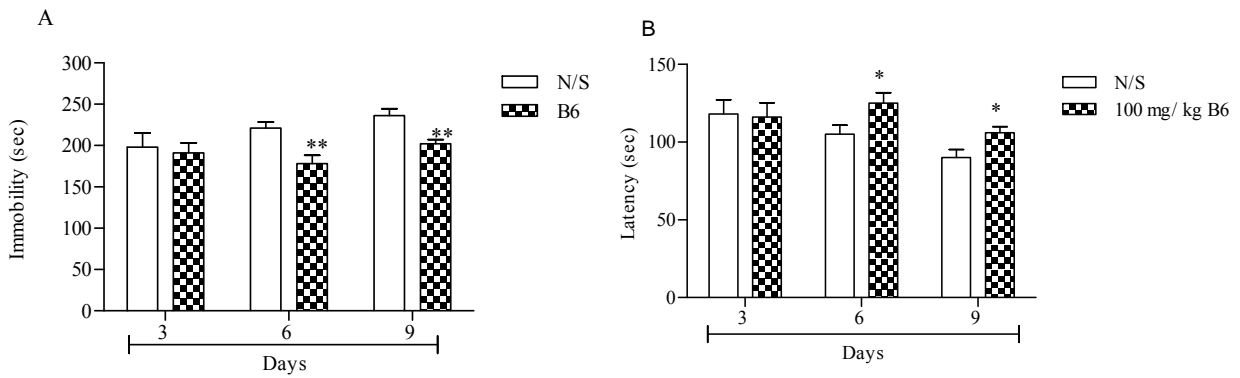 A
300
250
200
150
100
50
0
Immobility (sec)
**
**
3 6 9
Days
N/S
B6
B
150
100
50
0
Latency (sec)
*
*
3 6 9
Days
N/S
100 mg/ kg B6